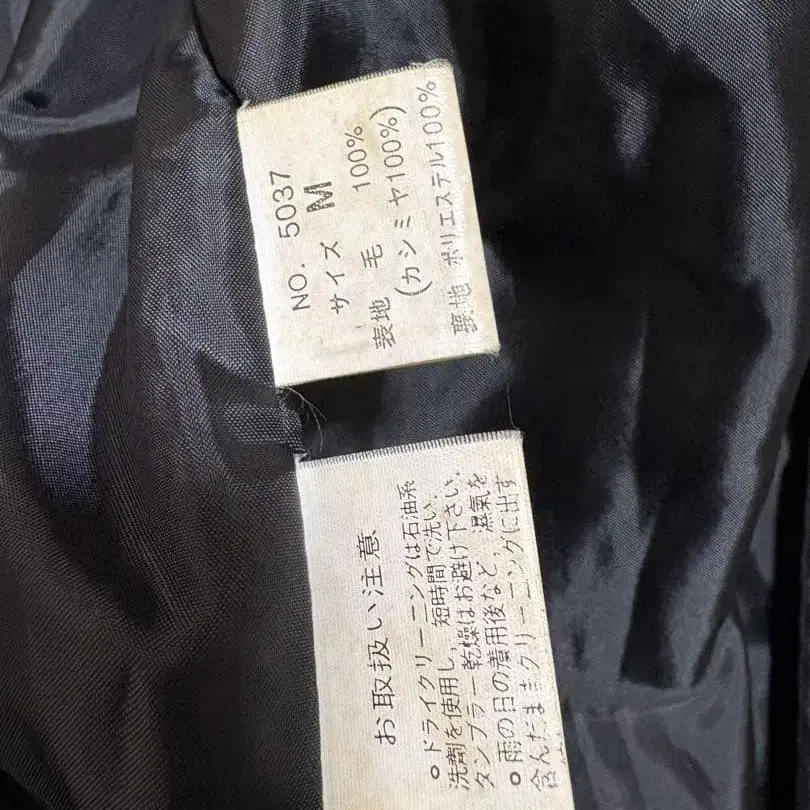 NO. 5037
サイズ M
表地 毛 100%
(カシミヤ100%)
裏地 ポリエステル100%
お取扱い注意
●ドライクリーニングは石油系
洗剤を使用し、短時間で洗い.
タンブラー乾燥はお避け下さい.
●雨の日の着用後など、濕氣を
含んだままクリーニングに出す